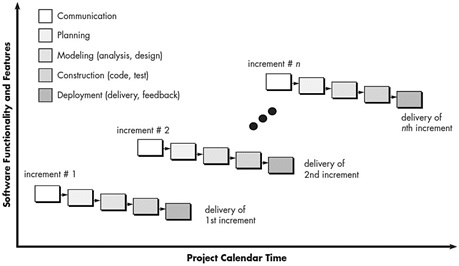 Communication
Planning
Modeling (analysis, design)
Construction (code, test)
Deployment (delivery, feedback)
increment # n
delivery of
nth increment
increment # 2
delivery of
2nd increment
increment # 1
delivery of
1st increment
Software Functionality and Features
Project Calendar Time